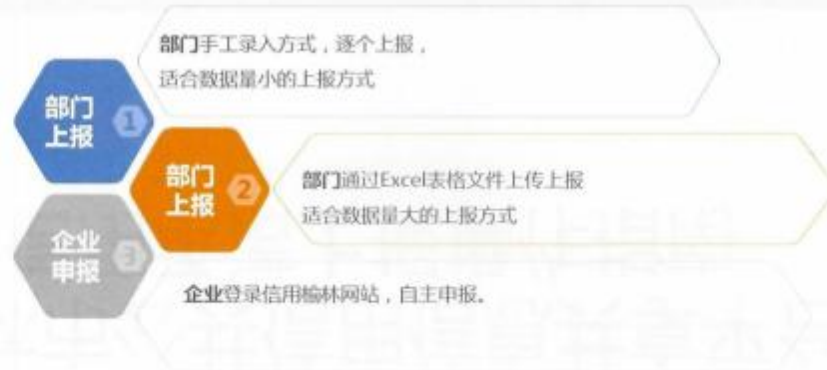 部门手工录入方式，逐个上报，
适合数据量小的上报方式
部门
上报
1
部门
上报
2
部门通过Excel表格文件上传上报
适合数据量大的上报方式
企业
申报
3
企业登录信用榆林网站，自主申报。